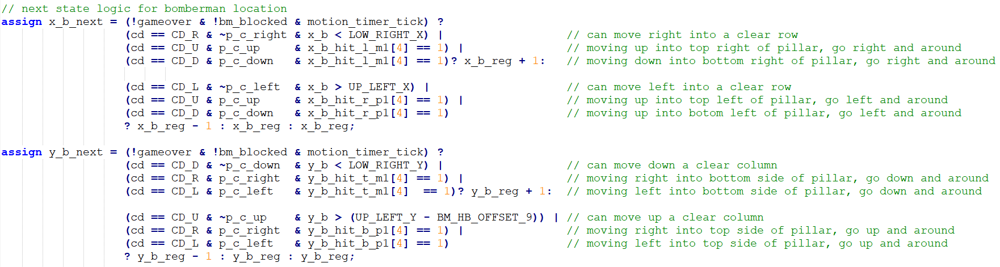 // next state logic for bomberman location
assign x_b_next = (!gameover & !bm_blocked & motion_timer_tick) ?
(cd == CD_R & ~p_c_right & x_b < LOW_RIGHT_X) | // can move right into a clear row
(cd == CD_U & p_c_up & x_b_hit_l_m1[4] == 1) | // moving up into top right of pillar, go right and around
(cd == CD_D & p_c_down & x_b_hit_l_m1[4] == 1)? x_b_reg + 1: // moving down into bottom right of pillar, go right and around
(cd == CD_L & ~p_c_left & x_b > UP_LEFT_X) | // can move left into a clear row
(cd == CD_U & p_c_up & x_b_hit_r_p1[4] == 1) | // moving up into top left of pillar, go left and around
(cd == CD_D & p_c_down & x_b_hit_r_p1[4] == 1) // moving up into botom left of pillar, go left and around
? x_b_reg - 1 : x_b_reg : x_b_reg;
assign y_b_next = (!gameover & !bm_blocked & motion_timer_tick) ?
(cd == CD_D & ~p_c_down & y_b < LOW_RIGHT_Y) | // can move down a clear column
(cd == CD_R & p_c_right & y_b_hit_t_m1[4] == 1) | // moving right into bottom side of pillar, go down and around
(cd == CD_L & p_c_left & y_b_hit_t_m1[4] == 1)? y_b_reg + 1: // moving left into bottom side of pillar, go down and around
(cd == CD_U & ~p_c_up & y_b > (UP_LEFT_Y - BM_HB_OFFSET_9)) | // can move up a clear column
(cd == CD_R & p_c_right & y_b_hit_b_p1[4] == 1) | // moving right into top side of pillar, go up and around
(cd == CD_L & p_c_left & y_b_hit_b_p1[4] == 1) // moving left into top side of pillar, go up and around
? y_b_reg - 1 : y_b_reg : y_b_reg;